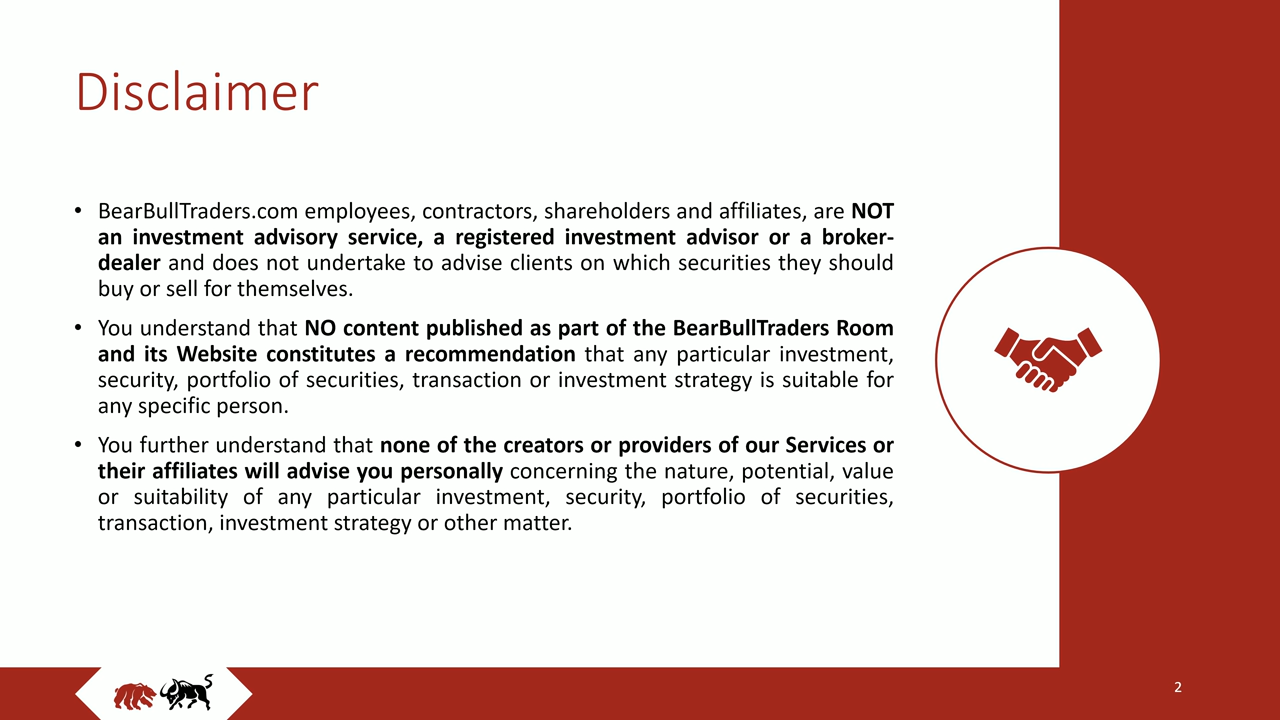 Disclaimer
• BearBullTraders.com employees, contractors, shareholders and affiliates, are NOT
an investment advisory service, a registered investment advisor or a broker-
dealer and does not undertake to advise clients on which securities they should
buy or sell for themselves.
• You understand that NO content published as part of the BearBullTraders Room
and its Website constitutes a recommendation that any particular investment,
security, portfolio of securities, transaction or investment strategy is suitable for
any specific person.
• You further understand that none of the creators or providers of our Services or
their affiliates will advise you personally concerning the nature, potential, value
or suitability of any particular investment, security, portfolio of securities,
transaction, investment strategy or other matter.
2